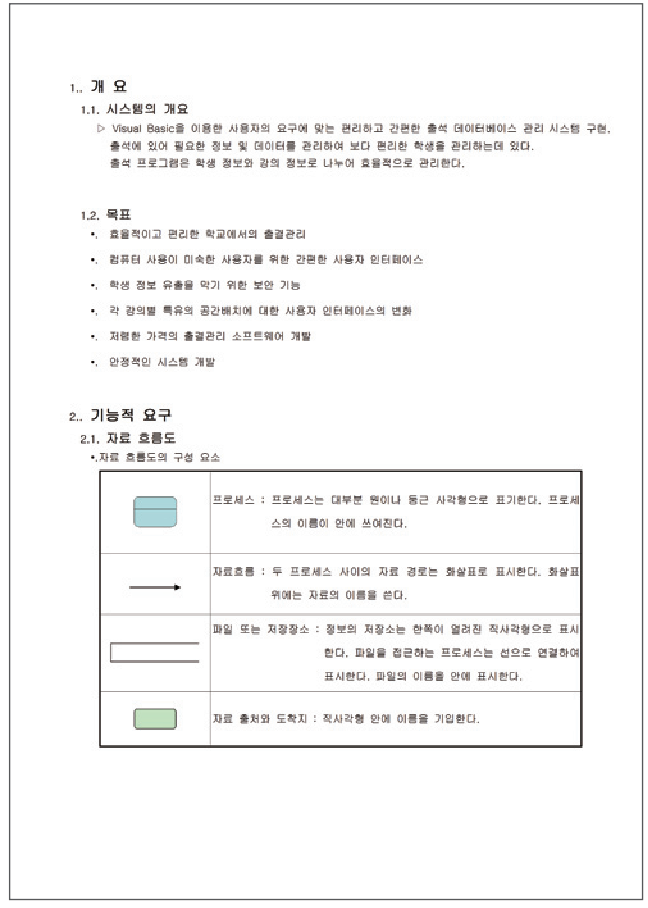 1.. 개 요
1.1. 시스템의 개요
▷ Visual Basic을 이용한 사용자의 요구에 맞는 편리하고 간편한 출석 데이터베이스 관리 시스템 구현.
출석에 있어 필요한 정보 및 데이터를 관리하여 보다 편리한 학생을 관리하는데 있다.
출석 프로그램은 학생 정보와 강의 정보로 나누어 효율적으로 관리한다.
1.2. 목표
•. 효율적이고 편리한 학교에서의 출결관리
•. 컴퓨테 사용이 미숙한 사용자를 위한 간편한 사용자 인터페이스
•. 학생 정보 유출을 막기 위한 보안 기능
•. 각 강의별 특유의 공간배치에 대한 사용자 인터페이스의 변화
•. 저렴한 가격의 출결관리 소프트웨어 개발
•. 안정적인 시스템 개발
2.. 기능적 요구
2.1. 자료 흐름도
•.자료 흐름도의 구성 요소
프로세스 : 프로세스는 대부분 원이나 둥근 사각형으로 표기한다. 프로세
스의 이름이 안에 쓰여진다.
자료흐름 : 두 프로세스 사이의 자료 경로는 화살표로 표시한다. 화살표
위에는 자료의 이름을 쓴다.
파일 또는 저장장소 : 정보의 저장소는 한쪽이 열려진 직사각형으로 표시
한다. 파일을 접근하는 프로세스는 선으로 연결하여
표시한다. 파일의 이름을 안에 표시한다.
자료 출처와 도착지 : 직사각형 안에 이름을 기입한다.